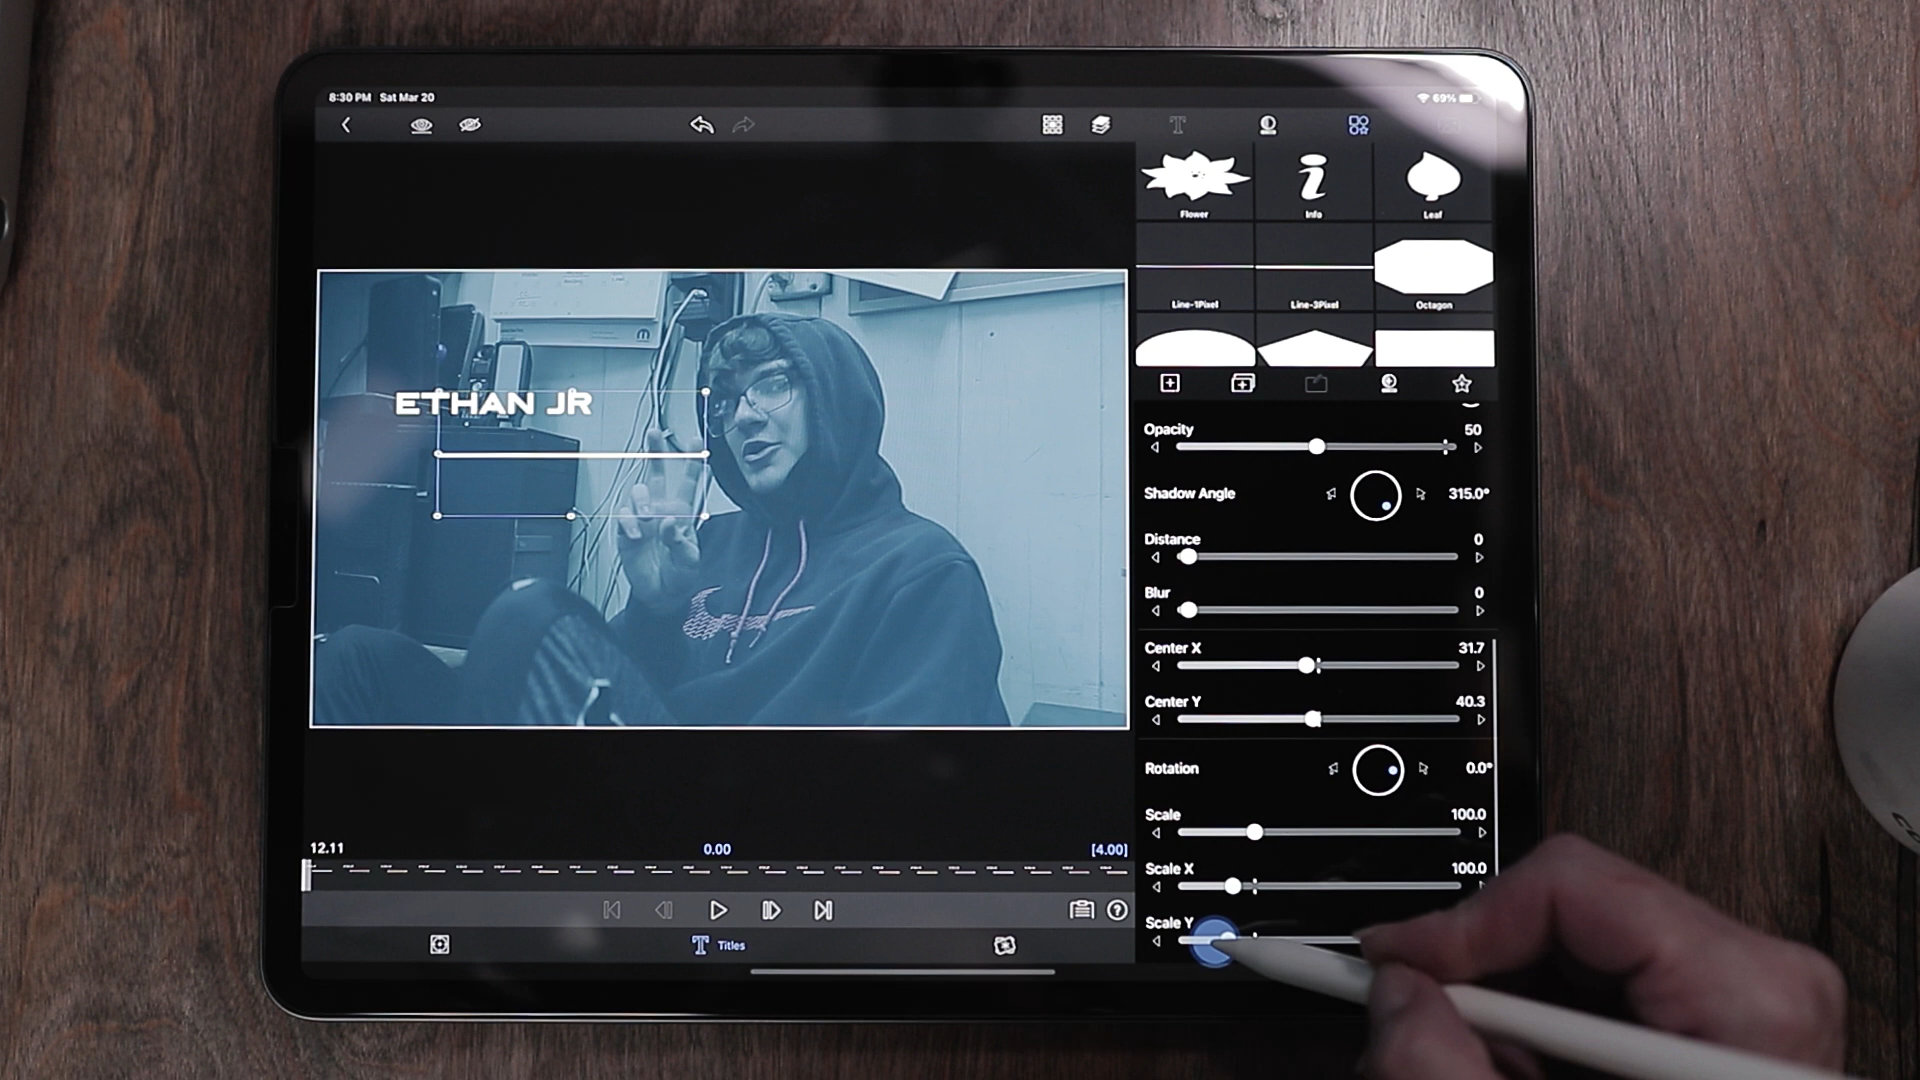 8:30 PM Sat Mar 20
69%
Flower
Info
Leaf
Line-1Pixel
Line-3Pixel
Octagon
ETHAN JR
Opacity
50
Shadow Angle
315.0°
Distance
0
Blur
0
Center X
31.7
Center Y
40.3
Rotation
0.0°
Scale
100.0
Scale X
100.0
Scale Y
12.11
0.00
[4.00]
Titles